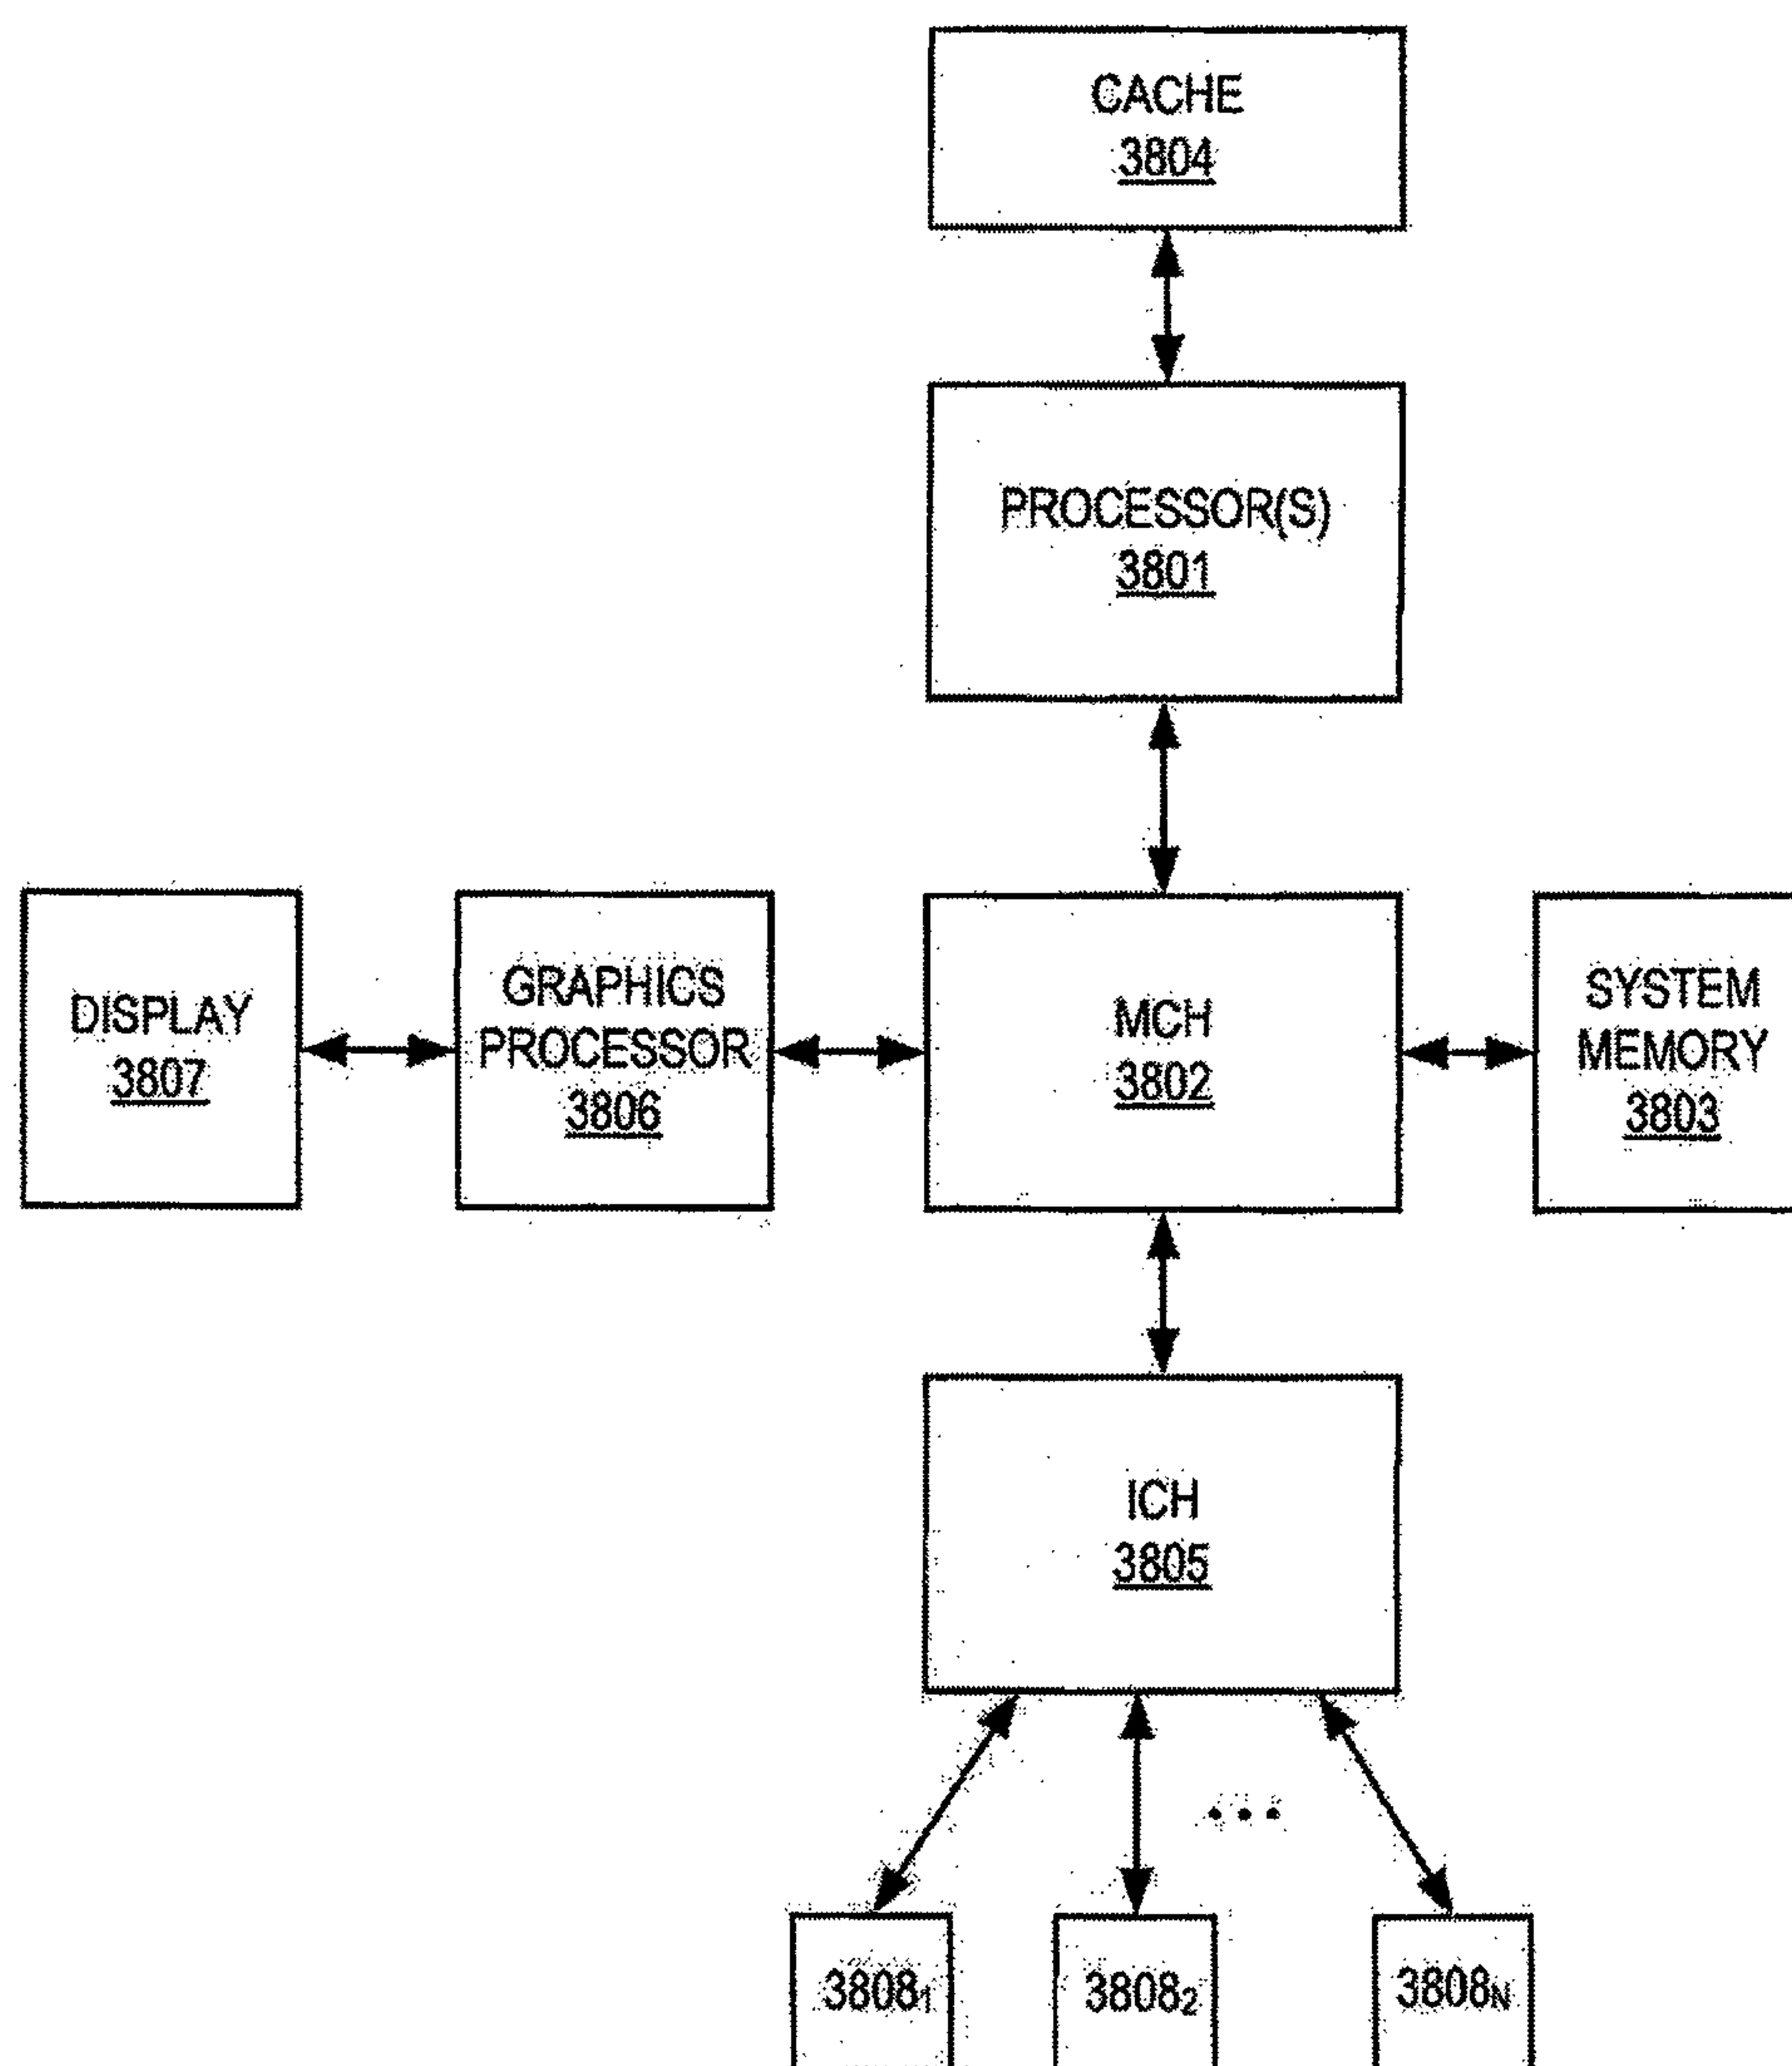 CACHE
3804
PROCESSOR(S)
3801
DISPLAY
3807
GRAPHICS
PROCESSOR
3806
MCH
3802
SYSTEM
MEMORY
3803
ICH
3805
3808₁
3808₂
...
3808N